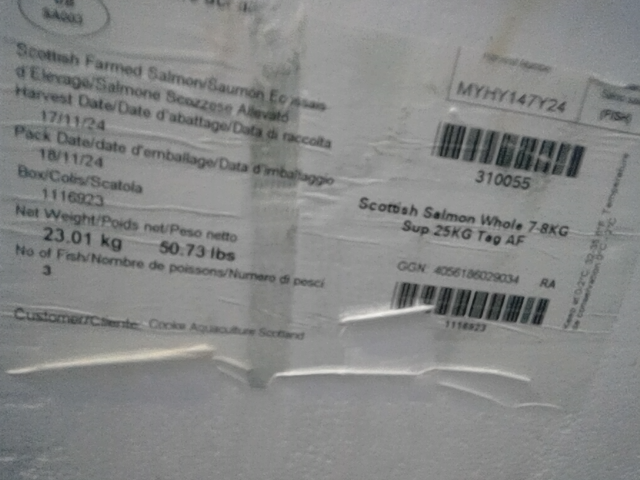 SA003
Scottish Farmed Salmon/Saumon Ecossais
d'Elevage/Salmone Scozzese Allevato
Harvest Date/Date d'abattage/Data di raccolta
17/11/24
Pack Date/date d'emballage/Data d'imballaggio
18/11/24
Box/Colis/Scatola
1116923
Net Weight/Poids net/Peso netto
23.01 kg 50.73 lbs
No of Fish/Nombre de poissons/Numero di pesci
3
Customer/Cliente: Cooke Aquaculture Scotland
MYHY147Y24
(FISH)
310055
Scottish Salmon Whole 7-8KG
Sup 25KG Tag AF
GGN: 4056186029034 RA
1116923